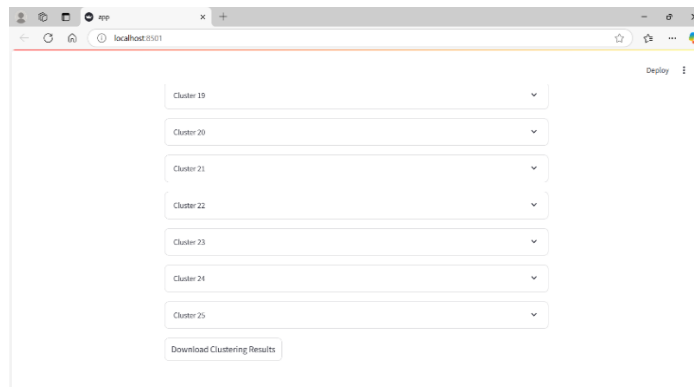 app
localhost:8501
Deploy
Cluster 19
Cluster 20
Cluster 21
Cluster 22
Cluster 23
Cluster 24
Cluster 25
Download Clustering Results